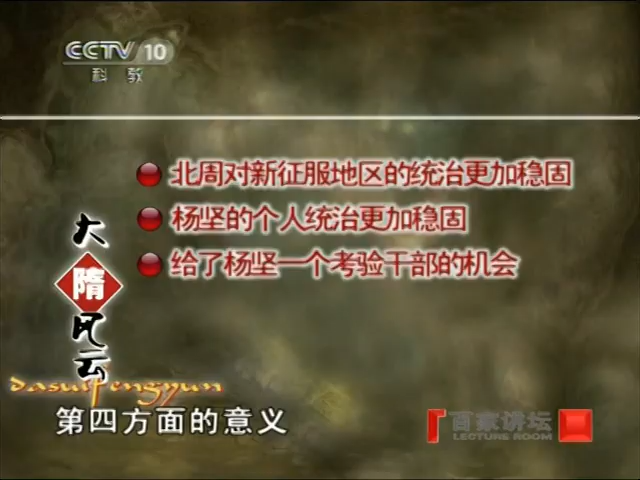 CCTV 10
科教
北周对新征服地区的统治更加稳固
杨坚的个人统治更加稳固
给了杨坚一个考验干部的机会
大隋风云
dasuifengyun
第四方面的意义
百家讲坛
LECTURE ROOM